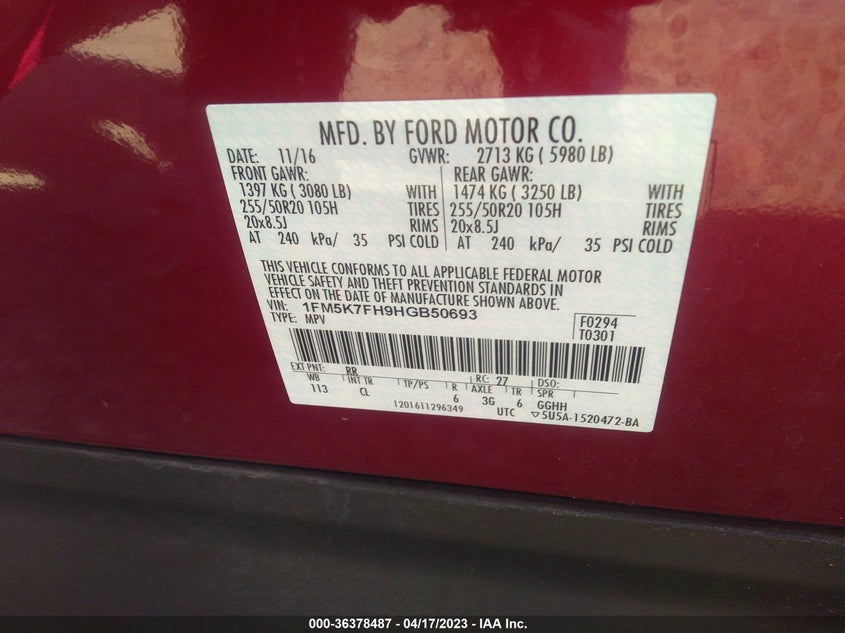 MFD. BY FORD MOTOR CO.
DATE: 11/16 GVWR: 2713 KG ( 5980 LB)
FRONT GAWR: REAR GAWR:
1397 KG ( 3080 LB) WITH 1474 KG ( 3250 LB) WITH
255/50R20 105H TIRES 255/50R20 105H TIRES
20x8.5J RIMS 20x8.5J RIMS
AT 240 kPa/ 35 PSI COLD AT 240 kPa/ 35 PSI COLD
THIS VEHICLE CONFORMS TO ALL APPLICABLE FEDERAL MOTOR
VEHICLE SAFETY AND THEFT PREVENTION STANDARDS IN
EFFECT ON THE DATE OF MANUFACTURE SHOWN ABOVE.
VIN: 1FM5K7FH9HGB50693 F0294
TYPE: MPV T0301
EXT PNT: RR RC: 27 DSO:
WB INT TR TP/PS R AXLE TR SPR
113 CL 6 3G 6 GGHH
1201611296349 UTC ▽5U5A-1520472-BA
000-36378487 - 04/17/2023 - IAA Inc.